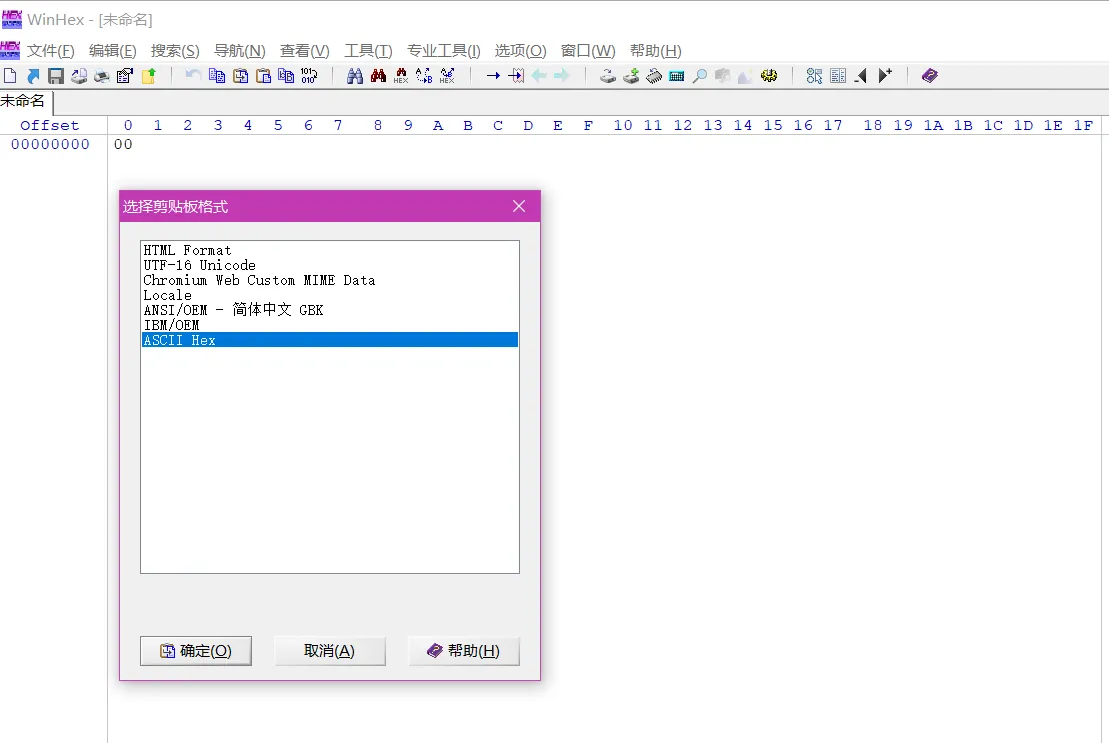 WinHex - [未命名]
文件(F) 编辑(E) 搜索(S) 导航(N) 查看(V) 工具(T) 专业工具(I) 选项(O) 窗口(W) 帮助(H)
未命名
Offset 0 1 2 3 4 5 6 7 8 9 A B C D E F 10 11 12 13 14 15 16 17 18 19 1A 1B 1C 1D 1E 1F
00000000 00
选择剪贴板格式
HTML Format
UTF-16 Unicode
Chromium Web Custom MIME Data
Locale
ANSI/OEM - 简体中文 GBK
IBM/OEM
ASCII Hex
确定(O) 取消(A) 帮助(H)